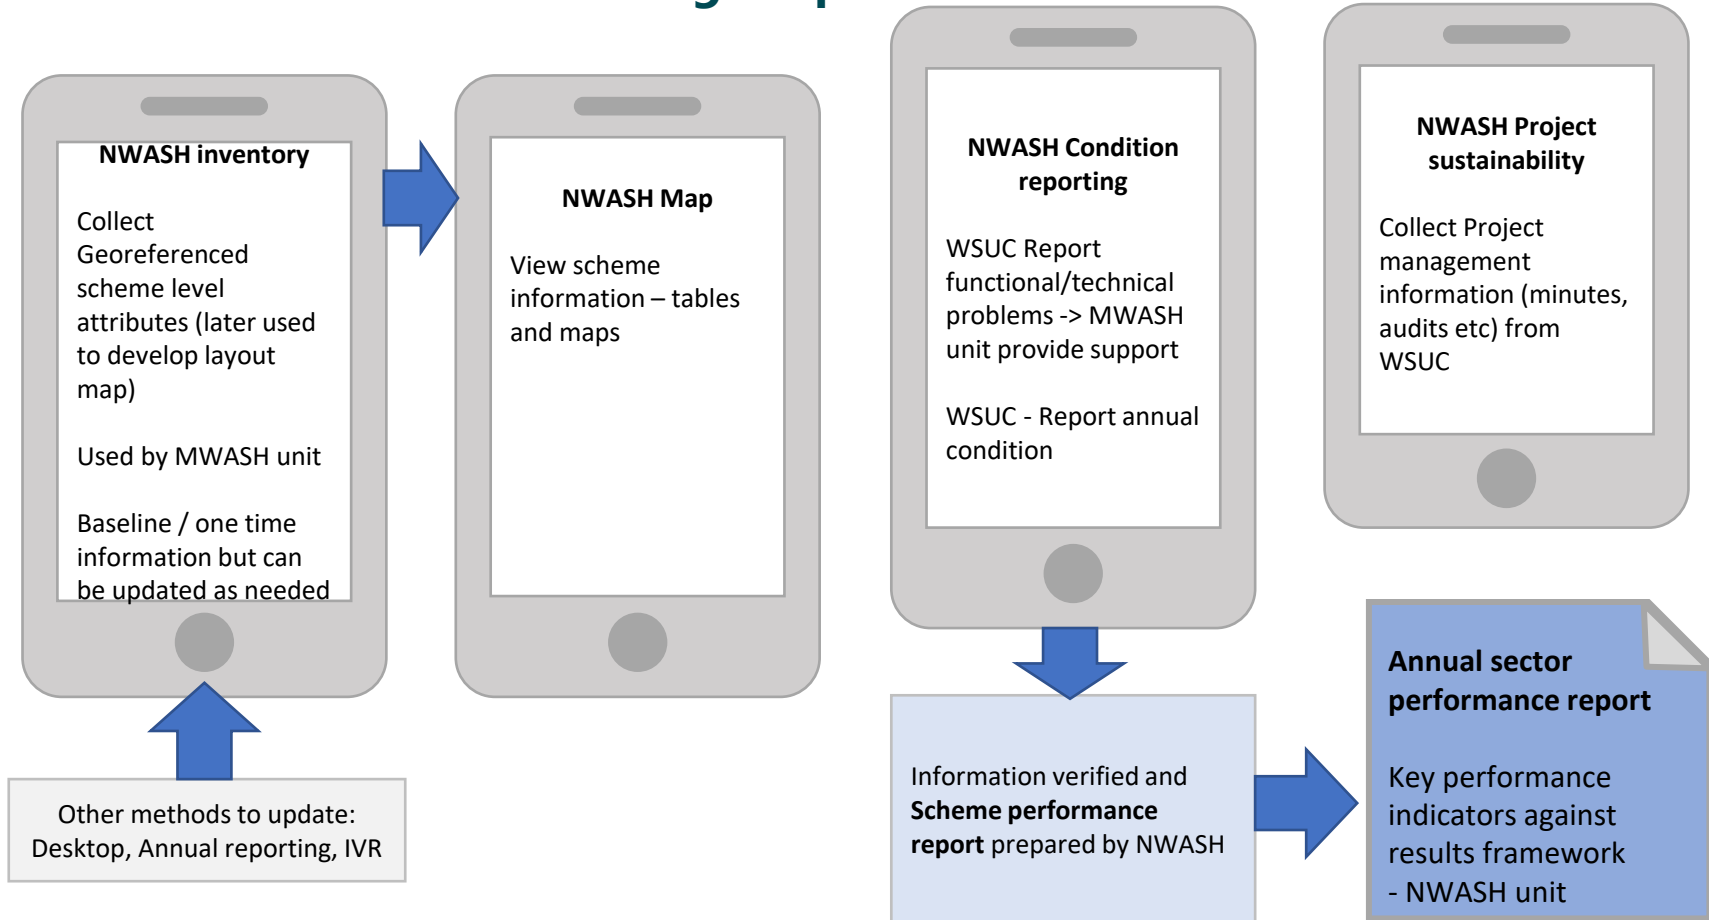 NWASH inventory
Collect
Georeferenced
scheme level
attributes (later used
to develop layout
map)
Used by MWASH unit
Baseline / one time
information but can
be updated as needed
NWASH Map
View scheme
information – tables
and maps
NWASH Condition
reporting
WSUC Report
functional/technical
problems -> MWASH
unit provide support
WSUC - Report annual
condition
NWASH Project
sustainability
Collect Project
management
information (minutes,
audits etc) from
WSUC
Other methods to update:
Desktop, Annual reporting, IVR
Information verified and
Scheme performance
report prepared by NWASH
Annual sector
performance report
Key performance
indicators against
results framework
- NWASH unit